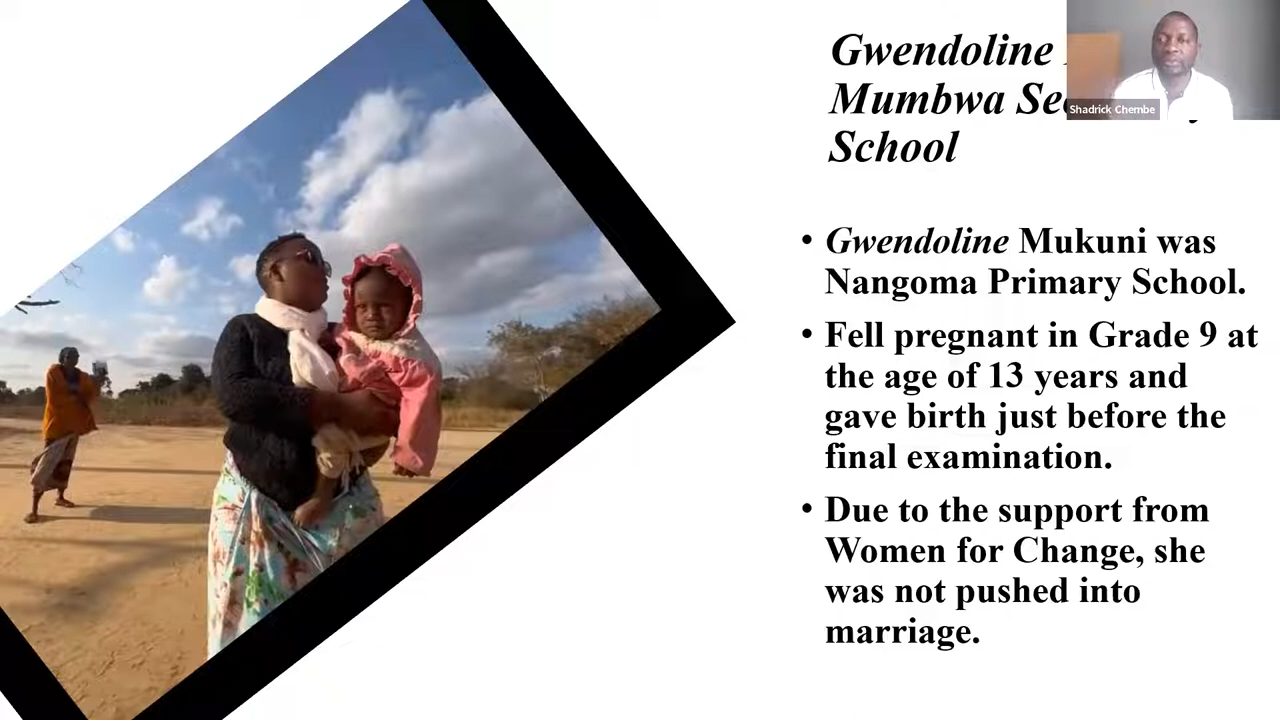 Gwendoline
Mumbwa
School
Shadrick Chembe
• Gwendoline Mukuni was
Nangoma Primary School.
• Fell pregnant in Grade 9 at
the age of 13 years and
gave birth just before the
final examination.
• Due to the support from
Women for Change, she
was not pushed into
marriage.